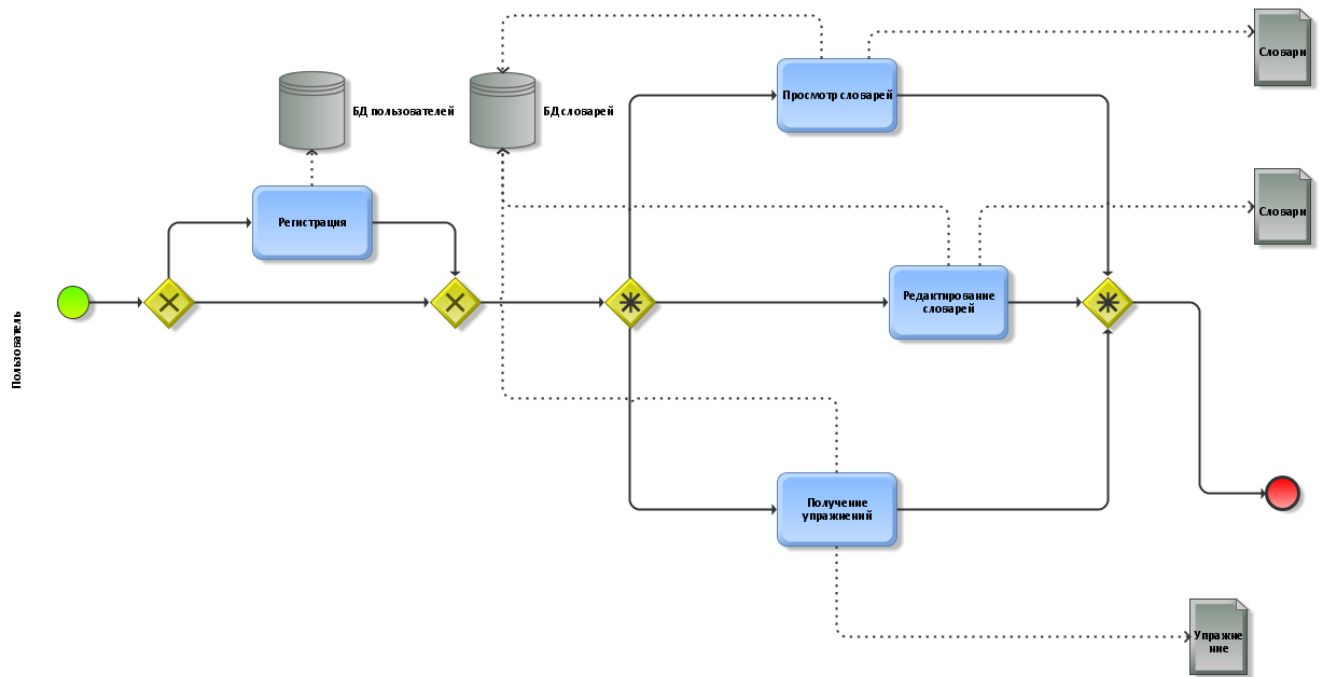 Словари
Просмотр словарей
БД пользователей
БД словарей
Словари
Регистрация
Редактирование
словарей
Пользователь
Получение
упражнений
Упражне
ние